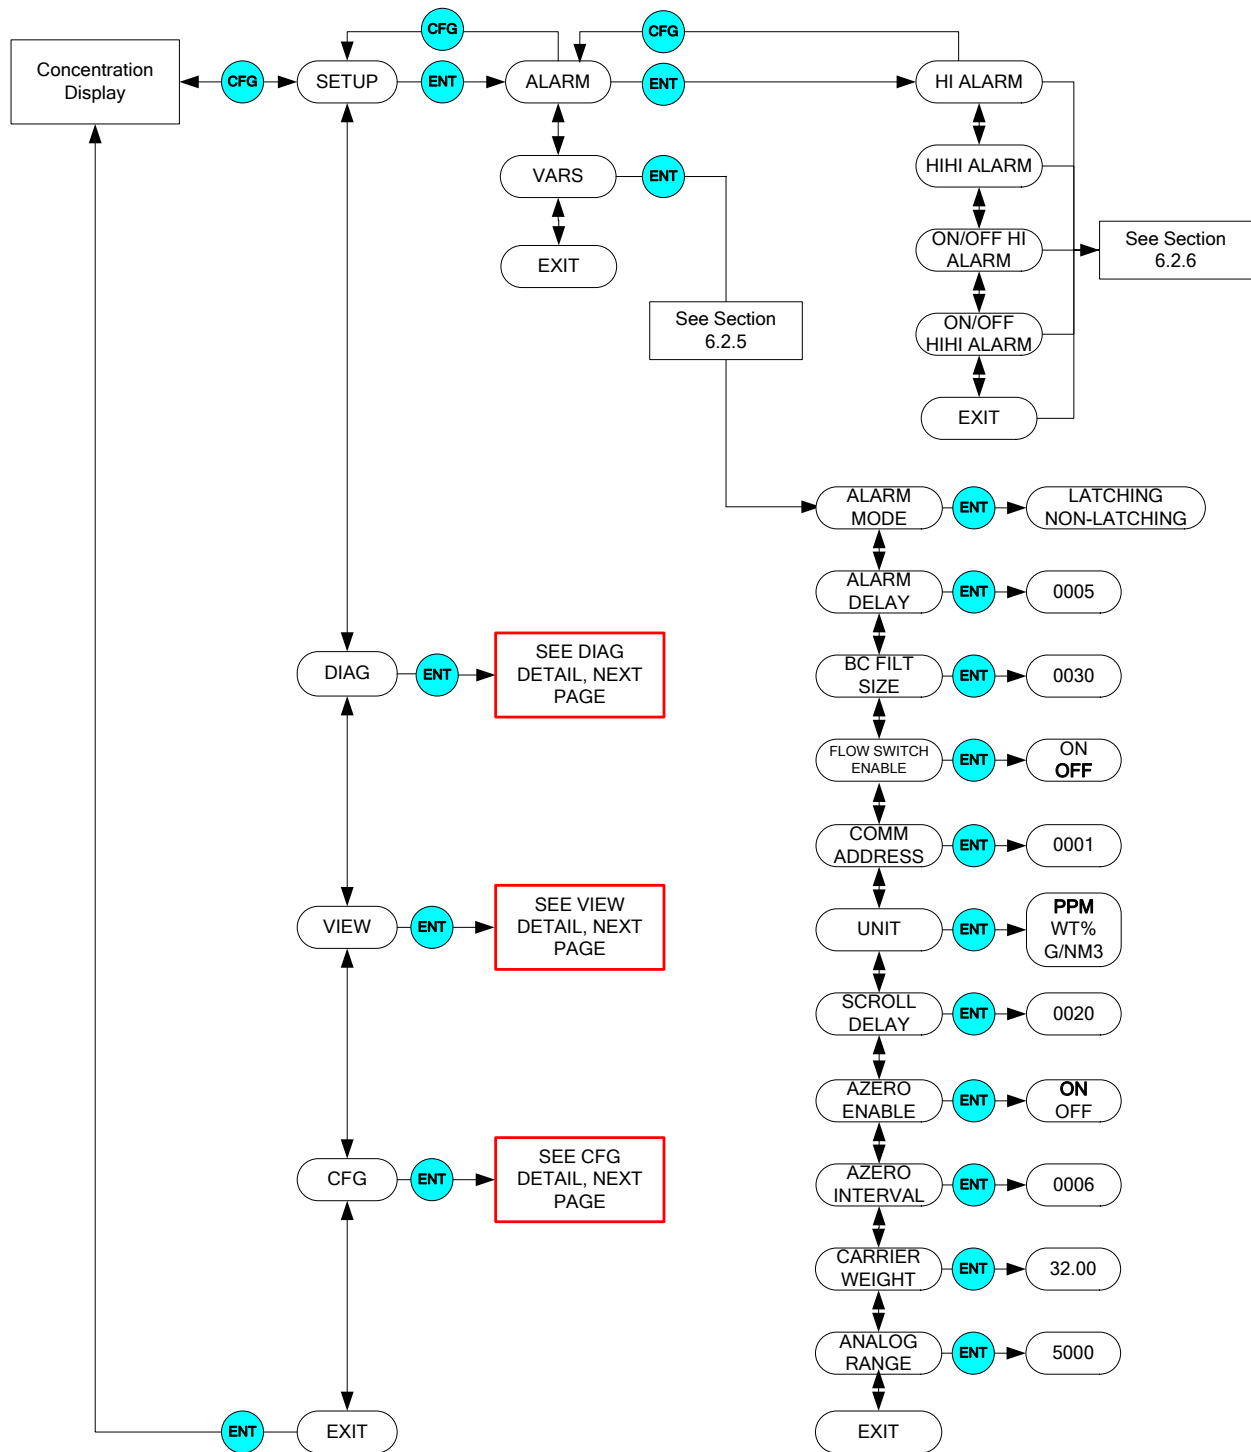 CFG
CFG
Concentration
Display
CFG
SETUP
ENT
ALARM
ENT
HI ALARM
VARS
ENT
HIHI ALARM
EXIT
ON/OFF HI
ALARM
See Section
6.2.6
See Section
6.2.5
ON/OFF
HIHI ALARM
EXIT
ALARM
MODE
ENT
LATCHING
NON-LATCHING
ALARM
DELAY
ENT
0005
DIAG
ENT
SEE DIAG
DETAIL, NEXT
PAGE
BC FILT
SIZE
ENT
0030
FLOW SWITCH
ENABLE
ENT
ON
OFF
COMM
ADDRESS
ENT
0001
VIEW
ENT
SEE VIEW
DETAIL, NEXT
PAGE
UNIT
ENT
PPM
WT%
G/NM3
SCROLL
DELAY
ENT
0020
AZERO
ENABLE
ENT
ON
OFF
CFG
ENT
SEE CFG
DETAIL, NEXT
PAGE
AZERO
INTERVAL
ENT
0006
CARRIER
WEIGHT
ENT
32.00
ANALOG
RANGE
ENT
5000
ENT
EXIT
EXIT